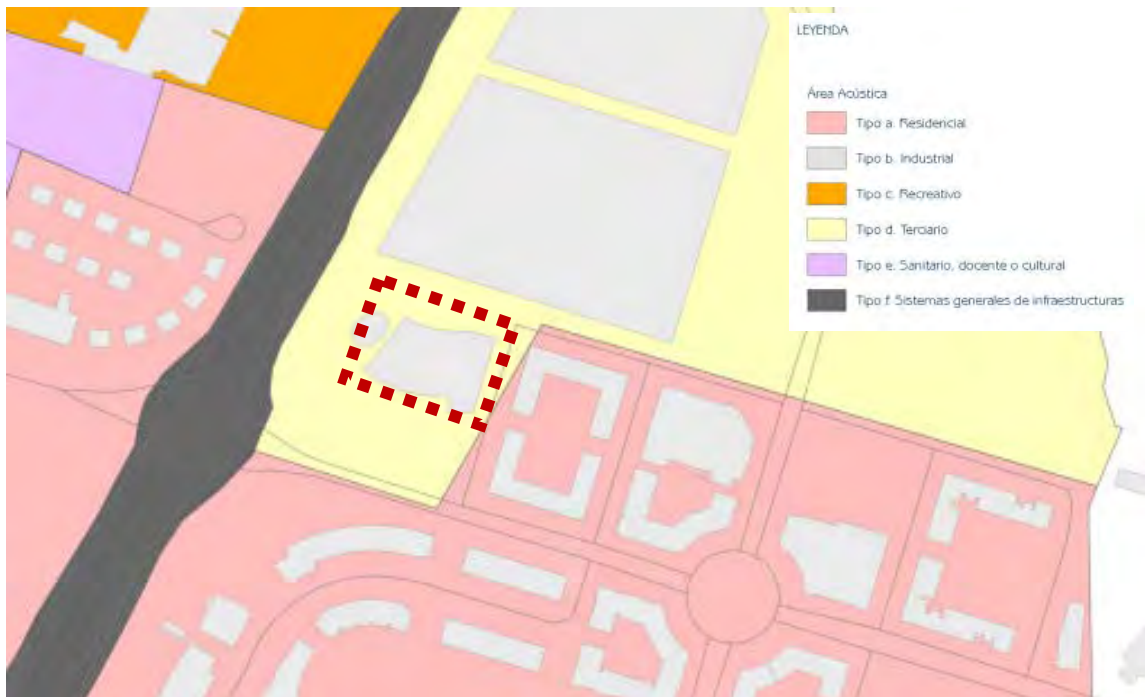 LEYENDA
Área Acústica
Tipo a. Residencial
Tipo b. Industrial
Tipo c. Recreativo
Tipo d. Terciario
Tipo e. Sanitario, docente o cultural
Tipo f. Sistemas generales de infraestructuras